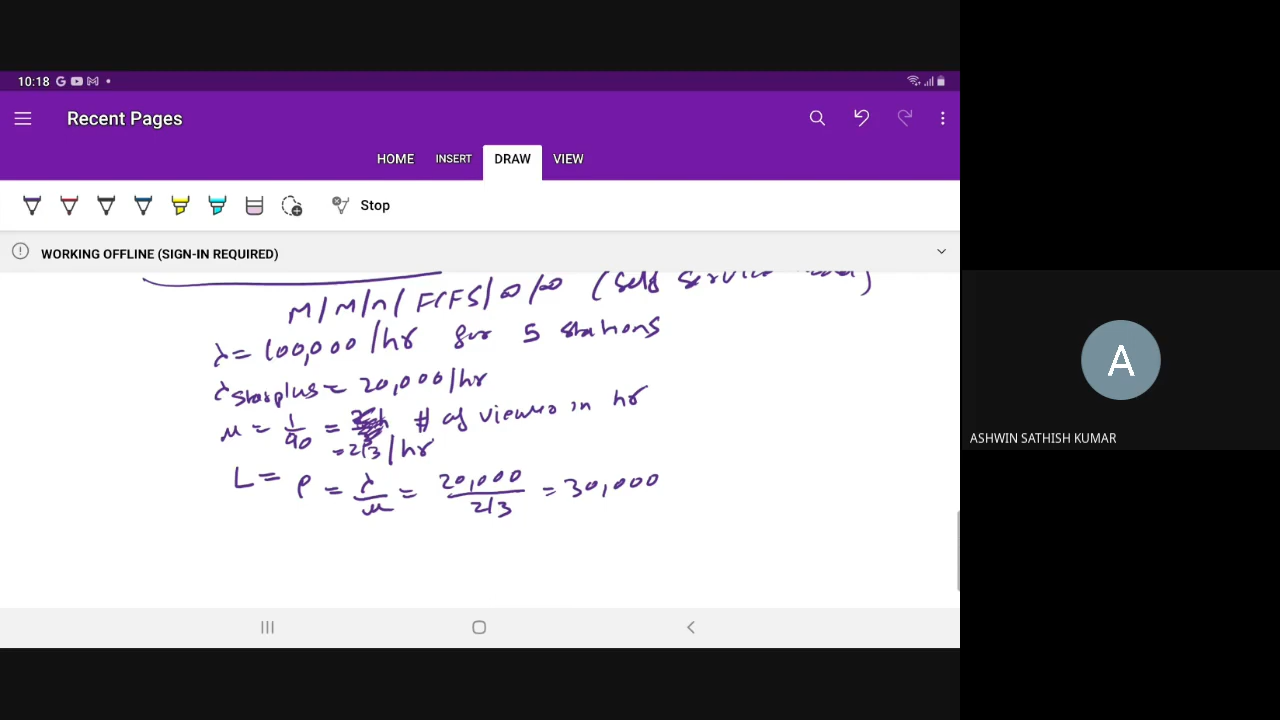 10:18
Recent Pages
HOME INSERT DRAW VIEW
Stop
WORKING OFFLINE (SIGN-IN REQUIRED)
M/M/n/ FCFS/∞/∞ (Self Service Model)
λ = 100,000/hr for 5 stations
λ starplus = 20,000/hr
μ = 1/90 = # of viewers in hr
= 2/3/hr
L = ρ = λ/μ = 20,000/2/3 = 30,000
A
ASHWIN SATHISH KUMAR